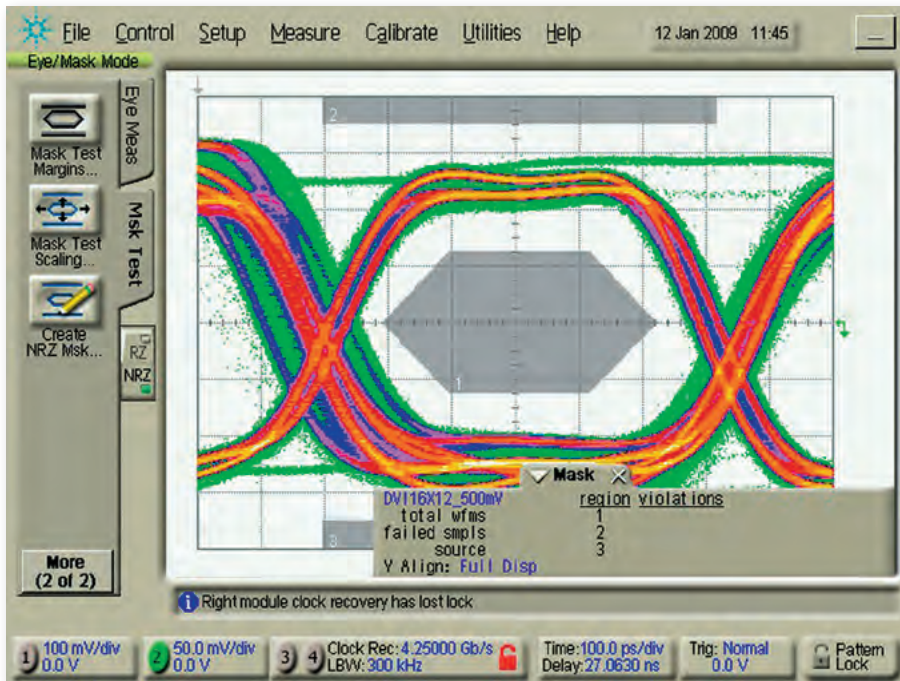 File Control Setup Measure Calibrate Utilities Help 12 Jan 2009 11:45
Eye/Mask Mode
Eye Meas
Mask Test
Margins...
Msk Test
Mask Test
Scaling...
Create
NRZ Msk...
RZ
NRZ
More
(2 of 2)
2
1
3
Mask
DVI16X12_500mV region violations
total wfms 1
failed smpls 2
source 3
Y Align: Full Disp
Right module clock recovery has lost lock
1 100 mV/div
0.0 V
2 50.0 mV/div
0.0 V
3 4 Clock Rec: 4.25000 Gb/s
LBW: 300 kHz
Time:100.0 ps/div
Delay:27.0630 ns
Trig: Normal
0.0 V
Pattern
Lock